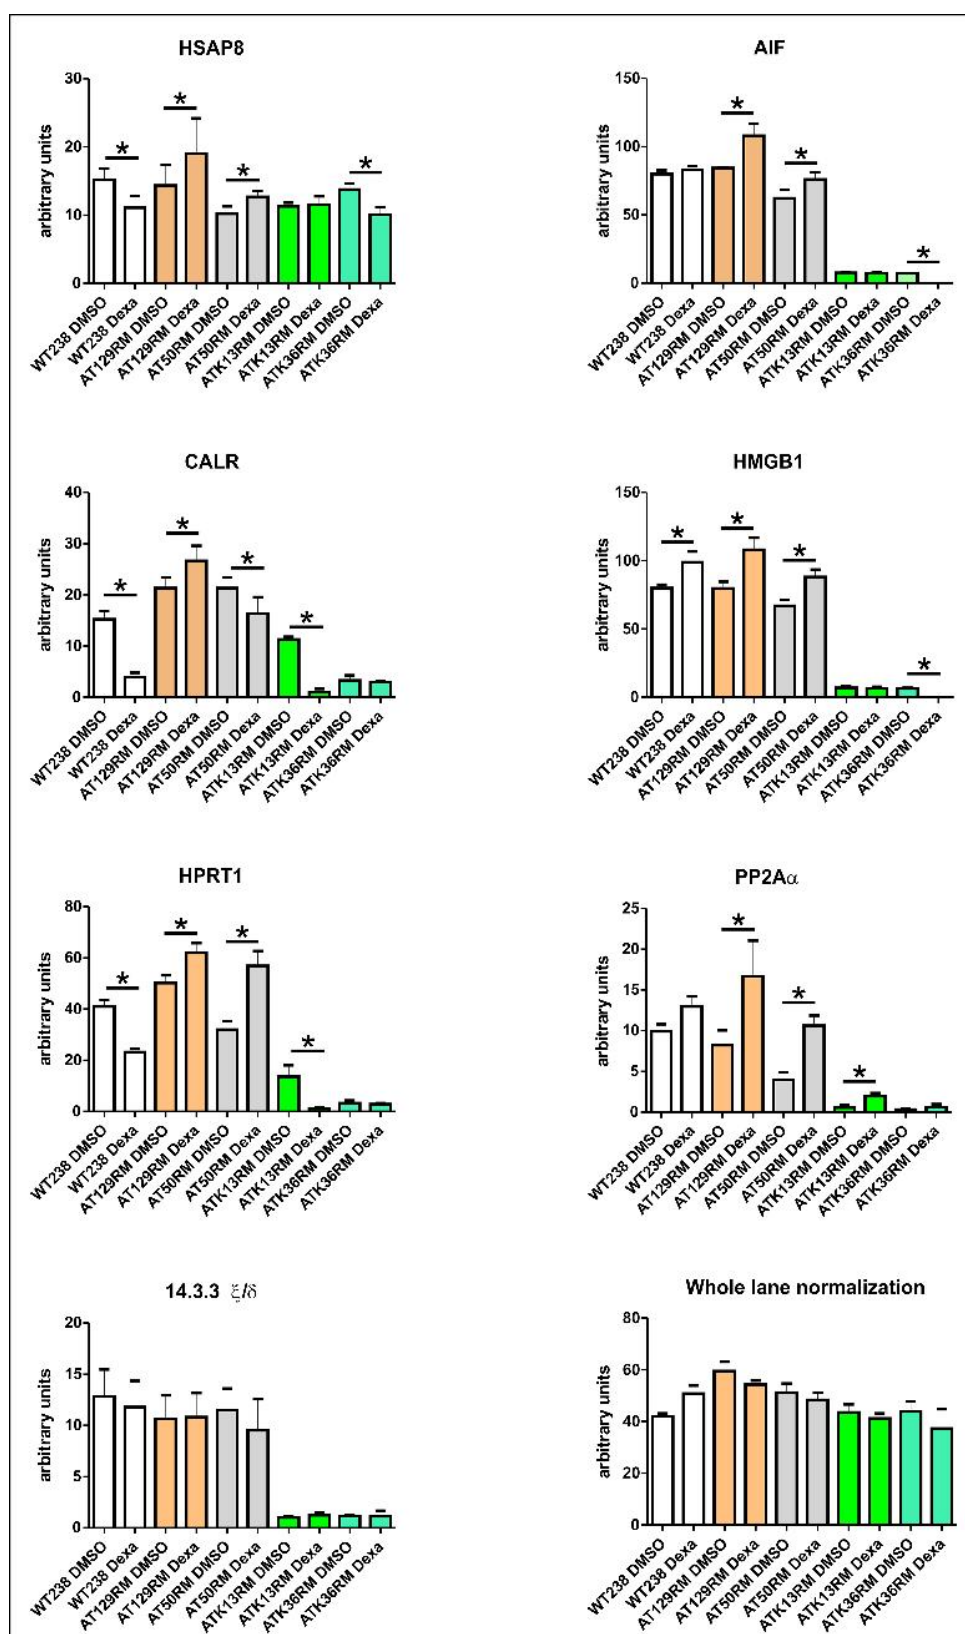 HSAP8
30
20
10
0
arbitrary units
*
*
*
*
WT238 DMSO
WT238 Dexa
AT129RM DMSO
AT129RM Dexa
AT50RM DMSO
AT50RM Dexa
ATK13RM DMSO
ATK13RM Dexa
ATK36RM DMSO
ATK36RM Dexa
AIF
150
100
50
0
arbitrary units
*
*
*
WT238 DMSO
WT238 Dexa
AT129RM DMSO
AT129RM Dexa
AT50RM DMSO
AT50RM Dexa
ATK13RM DMSO
ATK13RM Dexa
ATK36RM DMSO
ATK36RM Dexa
CALR
40
30
20
10
0
arbitrary units
*
*
*
*
WT238 DMSO
WT238 Dexa
AT129RM DMSO
AT129RM Dexa
AT50RM DMSO
AT50RM Dexa
ATK13RM DMSO
ATK13RM Dexa
ATK36RM DMSO
ATK36RM Dexa
HMGB1
150
100
50
0
arbitrary units
*
*
*
*
WT238 DMSO
WT238 Dexa
AT129RM DMSO
AT129RM Dexa
AT50RM DMSO
AT50RM Dexa
ATK13RM DMSO
ATK13RM Dexa
ATK36RM DMSO
ATK36RM Dexa
HPRT1
80
60
40
20
0
arbitrary units
*
*
*
*
WT238 DMSO
WT238 Dexa
AT129RM DMSO
AT129RM Dexa
AT50RM DMSO
AT50RM Dexa
ATK13RM DMSO
ATK13RM Dexa
ATK36RM DMSO
ATK36RM Dexa
PP2Aα
25
20
15
10
5
0
arbitrary units
*
*
*
WT238 DMSO
WT238 Dexa
AT129RM DMSO
AT129RM Dexa
AT50RM DMSO
AT50RM Dexa
ATK13RM DMSO
ATK13RM Dexa
ATK36RM DMSO
ATK36RM Dexa
14.3.3 ξ/δ
20
15
10
5
0
arbitrary units
WT238 DMSO
WT238 Dexa
AT129RM DMSO
AT129RM Dexa
AT50RM DMSO
AT50RM Dexa
ATK13RM DMSO
ATK13RM Dexa
ATK36RM DMSO
ATK36RM Dexa
Whole lane normalization
80
60
40
20
0
arbitrary units
WT238 DMSO
WT238 Dexa
AT129RM DMSO
AT129RM Dexa
AT50RM DMSO
AT50RM Dexa
ATK13RM DMSO
ATK13RM Dexa
ATK36RM DMSO
ATK36RM Dexa